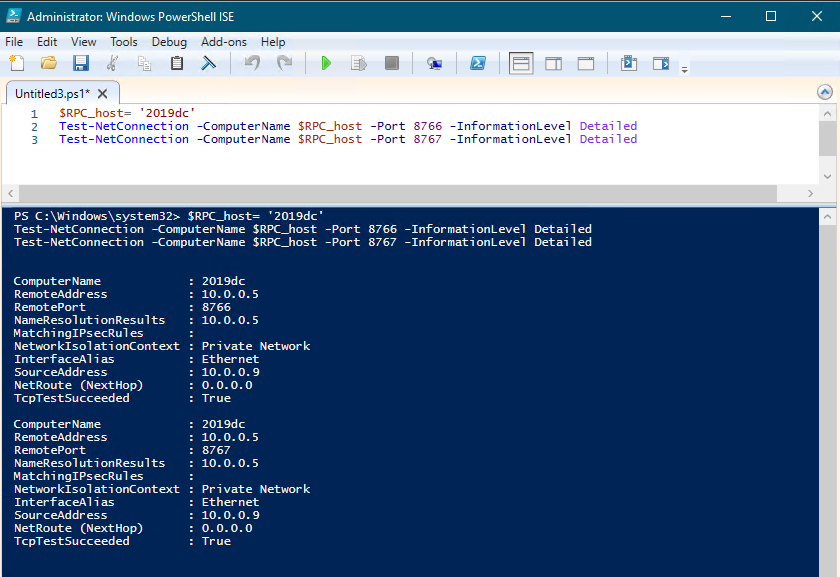 Administrator: Windows PowerShell ISE
File Edit View Tools Debug Add-ons Help
Untitled3.ps1*
1 $RPC_host= '2019dc'
2 Test-NetConnection -ComputerName $RPC_host -Port 8766 -InformationLevel Detailed
3 Test-NetConnection -ComputerName $RPC_host -Port 8767 -InformationLevel Detailed
PS C:\Windows\system32> $RPC_host= '2019dc'
Test-NetConnection -ComputerName $RPC_host -Port 8766 -InformationLevel Detailed
Test-NetConnection -ComputerName $RPC_host -Port 8767 -InformationLevel Detailed
ComputerName : 2019dc
RemoteAddress : 10.0.0.5
RemotePort : 8766
NameResolutionResults : 10.0.0.5
MatchingIPsecRules :
NetworkIsolationContext : Private Network
InterfaceAlias : Ethernet
SourceAddress : 10.0.0.9
NetRoute (NextHop) : 0.0.0.0
TcpTestSucceeded : True
ComputerName : 2019dc
RemoteAddress : 10.0.0.5
RemotePort : 8767
NameResolutionResults : 10.0.0.5
MatchingIPsecRules :
NetworkIsolationContext : Private Network
InterfaceAlias : Ethernet
SourceAddress : 10.0.0.9
NetRoute (NextHop) : 0.0.0.0
TcpTestSucceeded : True